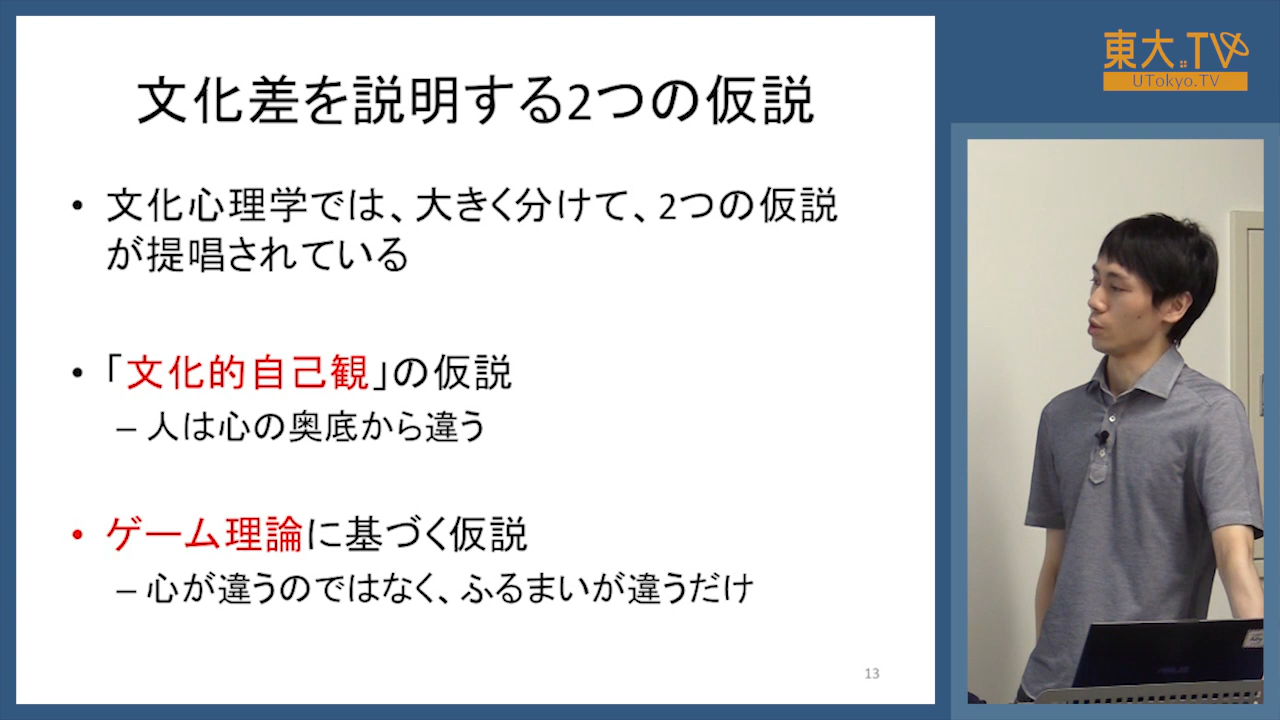 文化差を説明する2つの仮説
• 文化心理学では、大きく分けて、2つの仮説
が提唱されている
• 「文化的自己観」の仮説
– 人は心の奥底から違う
• ゲーム理論に基づく仮説
– 心が違うのではなく、ふるまいが違うだけ
13
東大.TV
UTokyo.TV